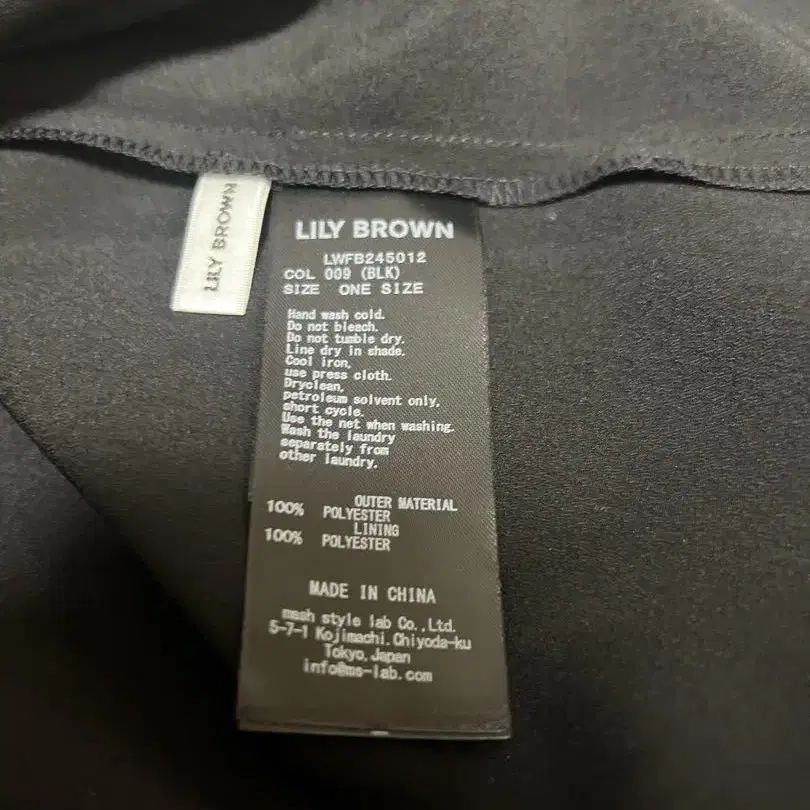 LILY BROWN
LILY BROWN
LWFB245012
COL 009 (BLK)
SIZE ONE SIZE
Hand wash cold.
Do not bleach.
Do not tumble dry.
Line dry in shade.
Cool iron,
use press cloth.
Dryclean,
petroleum solvent only,
short cycle.
Use the net when washing.
Wash the laundry
separately from
other laundry.
OUTER MATERIAL
100% POLYESTER
LINING
100% POLYESTER
MADE IN CHINA
mash style lab Co.,Ltd.
5-7-1 Kojimachi.Chiyoda-ku
Tokyo,Japan
info@ms-lab.com